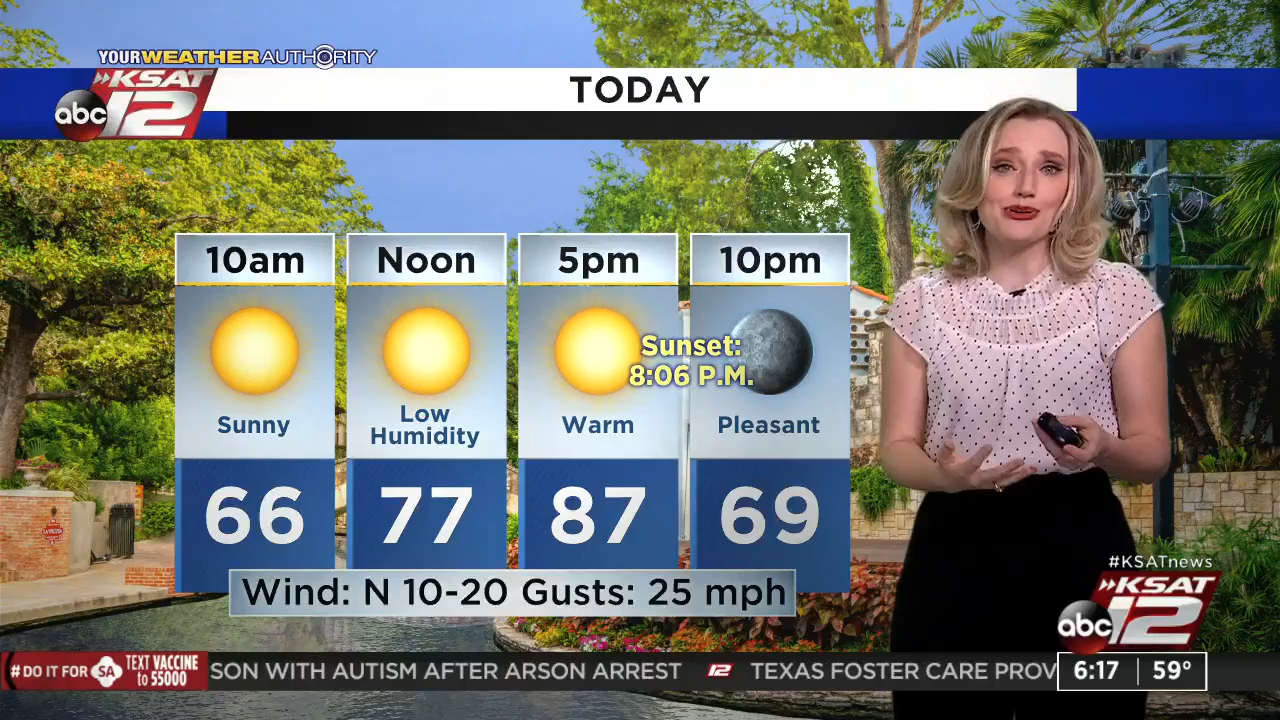 YOURWEATHERAUTHORITY
TODAY
KSAT
abc 12
10am
Noon
5pm
10pm
Sunset:
8:06 P.M.
Sunny
Low
Humidity
Warm
Pleasant
66
77
87
69
Wind: N 10-20 Gusts: 25 mph
#KSATnews
KSAT
abc 12
#DO IT FOR SA TEXT VACCINE
to 55000
SON WITH AUTISM AFTER ARSON ARREST 12 TEXAS FOSTER CARE PROV
6:17 59°